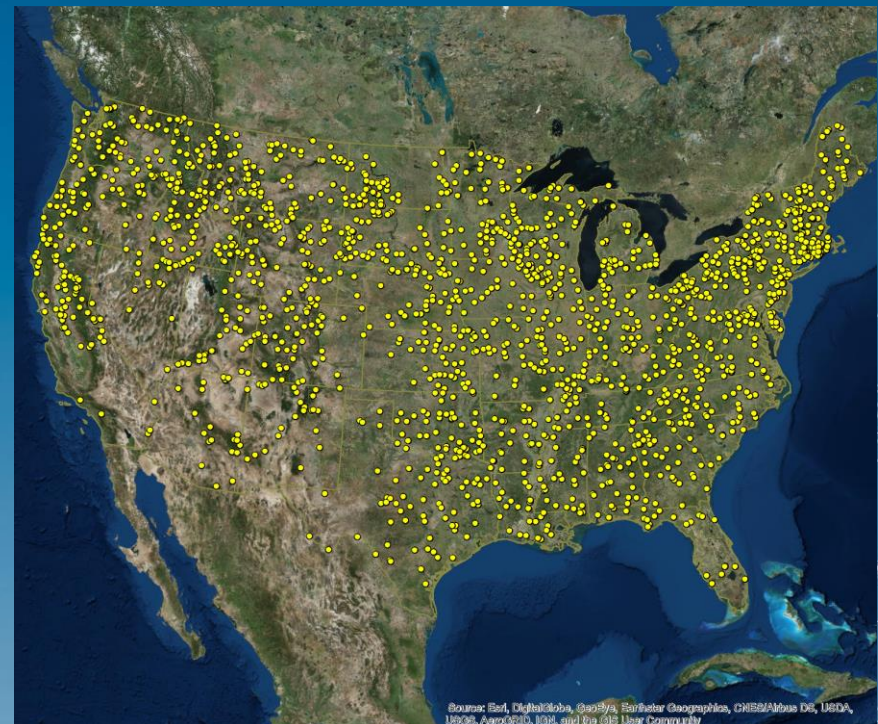 Source: Esri, DigitalGlobe, GeoEye, Earthstar Geographics, CNES/Airbus DS, USDA,
USGS, AeroGRID, IGN, and the GIS User Community